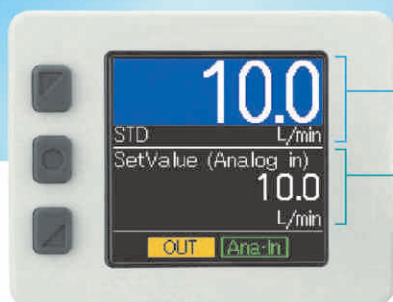 10.0
STD L/min
SetValue (Analog in)
10.0
L/min
OUT Ana-In